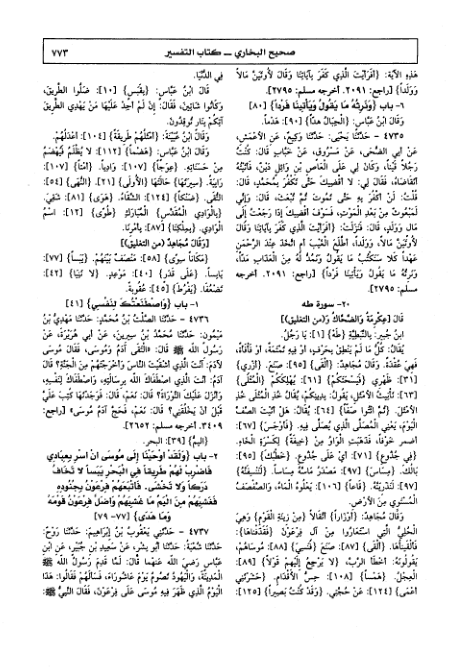 صحيح البخاري ــ كتاب التفسير
٧٧٣
هَذِهِ الآيَةُ: {أَفَرَأَيْتَ الَّذِي كَفَرَ بِآيَاتِنَا وَقَالَ لَأُوتَيَنَّ مَالًا
وَوَلَدًا} [راجع: ٢٠٩١. أخرجه مسلم: ٢٧٩٥].
٦- باب {وَنَرِثُهُ مَا يَقُولُ وَيَأْتِينَا فَرْدًا} [٨٠]
وَقَالَ ابْنُ عَبَّاسٍ: {الْجِبَالُ هَدًّا} [٩٠]: هَدْمًا.
٤٧٣٥ - حَدَّثَنَا يَحْيَى: حَدَّثَنَا وَكِيعٌ، عَنِ الأَعْمَشِ،
عَنْ أَبِي الضُّحَى، عَنْ مَسْرُوقٍ، عَنْ خَبَّابٍ قَالَ: كُنْتُ
رَجُلًا قَيْنًا، وَكَانَ لِي عَلَى الْعَاصِ بْنِ وَائِلٍ دَيْنٌ، فَأَتَيْتُهُ
أَتَقَاضَاهُ، فَقَالَ لِي: لا أَقْضِيكَ حَتَّى تَكْفُرَ بِمُحَمَّدٍ، قَالَ:
قُلْتُ: لَنْ أَكْفُرَ بِهِ حَتَّى تَمُوتَ ثُمَّ تُبْعَثَ، قَالَ: وَإِنِّي
لَمَبْعُوثٌ مِنْ بَعْدِ الْمَوْتِ، فَسَوْفَ أَقْضِيكَ إِذَا رَجَعْتُ إِلَى
مَالٍ وَوَلَدٍ، قَالَ: فَنَزَلَتْ: {أَفَرَأَيْتَ الَّذِي كَفَرَ بِآيَاتِنَا وَقَالَ
لَأُوتَيَنَّ مَالًا وَوَلَدًا. أَطَّلَعَ الْغَيْبَ أَمِ اتَّخَذَ عِنْدَ الرَّحْمَنِ
عَهْدًا كَلَّا سَنَكْتُبُ مَا يَقُولُ وَنَمُدُّ لَهُ مِنَ الْعَذَابِ مَدًّا.
وَنَرِثُهُ مَا يَقُولُ وَيَأْتِينَا فَرْدًا} [راجع: ٢٠٩١. أخرجه
مسلم: ٢٧٩٥].
٢٠- سورة طه
قَالَ [عِكْرِمَةُ وَالضَّحَّاكُ و(من التغليق)]
ابْنُ جُبَيْرٍ: بِالنَّبَطِيَّةِ {طه} [١]: يَا رَجُلُ.
يُقَالُ: كُلُّ مَا لَمْ يَنْطِقْ بِحَرْفٍ، أَوْ فِيهِ تَمْتَمَةٌ، أَوْ فَأْفَأَةٌ،
فَهِيَ عُقْدَةٌ. وَقَالَ مُجَاهِدٌ: {أَلْقَى} [٩٥]: صَنَعَ. {أَزْرِي}
[٣١]: ظَهْرِي {فَيُسْحِتَكُمْ} [٦١]: يُهْلِكَكُمْ {الْمُثْلَى}
[٦٣]: تَأْنِيثُ الأَمْثَلِ، يَقُولُ: بِدِينِكُمْ، يُقَالُ: خُذِ الْمُثْلَى خُذِ
الأَمْثَلَ. {ثُمَّ ائْتُوا صَفًّا} [٦٤]: يُقَالُ: هَلْ أَتَيْتَ الصَّفَّ
الْيَوْمَ، يَعْنِي الْمُصَلَّى الَّذِي يُصَلَّى فِيهِ. {فَأَوْجَسَ} [٦٧]:
أَضْمَرَ خَوْفًا، فَذَهَبَتِ الْوَاوُ مِنْ {خِيفَةً} لِكَسْرَةِ الْخَاءِ.
{فِي جُذُوعِ} [٧١]: أَيْ عَلَى جُذُوعِ. {خَطْبُكَ} [٩٥]:
بَالُكَ. {مِسَاسَ} [٩٧]: مَصْدَرُ مَاسَّهُ مِسَاسًا. {لَنَنْسِفَنَّهُ}
[٩٧]: لَنَذْرِيَنَّهُ. {قَاعًا} [١٠٦]: يَعْلُوهُ الْمَاءُ، وَالصَّفْصَفُ
الْمُسْتَوِي مِنَ الأَرْضِ.
وَقَالَ مُجَاهِدٌ: {أَوْزَارًا} أَثْقَالًا {مِنْ زِينَةِ الْقَوْمِ} وَهِيَ
الْحُلِيُّ الَّتِي اسْتَعَارُوا مِنْ آلِ فِرْعَوْنَ {فَقَذَفْتُهَا}:
فَأَلْقَيْتُهَا. {أَلْقَى} [٨٧]: صَنَعَ {فَنَسِيَ} [٨٨]: مُوسَاهُمْ،
يَقُولُونَهُ: أَخْطَأَ الرَّبَّ، {لا يَرْجِعُ إِلَيْهِمْ قَوْلًا} [٨٩]:
الْعِجْلُ. {هَمْسًا} [١٠٨]: حِسُّ الأَقْدَامِ. {حَشَرْتَنِي
أَعْمَى} [١٢٤]: عَنْ حُجَّتِي. {وَقَدْ كُنْتُ بَصِيرًا} [١٢٥]:
فِي الدُّنْيَا.
قَالَ ابْنُ عَبَّاسٍ: {بِقَبَسٍ} [١٠]: ضَلُّوا الطَّرِيقَ،
وَكَانُوا شَاتِينَ، فَقَالَ: إِنْ لَمْ أَجِدْ عَلَيْهَا مَنْ يَهْدِي الطَّرِيقَ
آتِكُمْ بِنَارٍ تُوقِدُونَ.
وَقَالَ ابْنُ عُيَيْنَةَ: {أَمْثَلُهُمْ طَرِيقَةً} [١٠٤]: أَعْدَلُهُمْ.
وَقَالَ ابْنُ عَبَّاسٍ: {هَضْمًا} [١١٢]: لا يُظْلَمُ فَيُهْضَمُ
مِنْ حَسَنَاتِهِ. {عِوَجًا} [١٠٧]: وَادِيًا. {أَمْتًا} [١٠٧]:
رَابِيَةً. {سِيرَتَهَا} حَالَتَهَا {الأُولَى} [٢١]. {النُّهَى} [٥٤]:
التُّقَى. {ضَنْكًا} [١٢٤]: الشَّقَاءُ. {هَوَى} [٨١]: شَقِيَ.
{بِالْوَادِي الْمُقَدَّسِ} الْمُبَارَكِ {طُوًى} [١٢]: اسْمُ
الْوَادِي. {بِمِلْكِنَا} [٨٧]: بِأَمْرِنَا.
[وَقَالَ مُجَاهِدٌ (من التغليق)]
{مَكَانًا سِوًى} [٥٨]: مَنْصَفٌ بَيْنَهُمْ. {يَبَسًا} [٧٧]:
يَابِسًا. {عَلَى قَدَرٍ} [٤٠]: مَوْعِدٍ. {لا تَنِيَا} [٤٢]:
تَضْعُفَا. {يَفْرُطَ} [٤٥]: عُقُوبَةً.
١- باب {وَاصْطَنَعْتُكَ لِنَفْسِي} [٤١]
٤٧٣٦ - حَدَّثَنَا الصَّلْتُ بْنُ مُحَمَّدٍ: حَدَّثَنَا مَهْدِيُّ بْنُ
مَيْمُونٍ: حَدَّثَنَا مُحَمَّدُ بْنُ سِيرِينَ، عَنْ أَبِي هُرَيْرَةَ، عَنْ
رَسُولِ اللَّهِ ﷺ قَالَ: «الْتَقَى آدَمُ وَمُوسَى، فَقَالَ مُوسَى
لِآدَمَ: آنْتَ الَّذِي أَشْقَيْتَ النَّاسَ وَأَخْرَجْتَهُمْ مِنَ الْجَنَّةِ؟ قَالَ
آدَمُ: أَنْتَ الَّذِي اصْطَفَاكَ اللَّهُ بِرِسَالَتِهِ، وَاصْطَفَاكَ لِنَفْسِهِ،
وَأَنْزَلَ عَلَيْكَ التَّوْرَاةَ؟ قَالَ: نَعَمْ، قَالَ: فَوَجَدْتَهَا كُتِبَ عَلَيَّ
قَبْلَ أَنْ يَخْلُقَنِي؟ قَالَ: نَعَمْ، فَحَجَّ آدَمُ مُوسَى» [راجع:
٣٤٠٩. أخرجه مسلم: ٢٦٥٢].
{الْيَمُّ} [٣٩]: الْبَحْرُ.
٢- باب {وَلَقَدْ أَوْحَيْنَا إِلَى مُوسَى أَنْ أَسْرِ بِعِبَادِي
فَاضْرِبْ لَهُمْ طَرِيقًا فِي الْبَحْرِ يَبَسًا لا تَخَافُ
دَرَكًا وَلا تَخْشَى. فَأَتْبَعَهُمْ فِرْعَوْنُ بِجُنُودِهِ
فَغَشِيَهُمْ مِنَ الْيَمِّ مَا غَشِيَهُمْ وَأَضَلَّ فِرْعَوْنُ قَوْمَهُ
وَمَا هَدَى} [٧٧- ٧٩]
٤٧٣٧ - حَدَّثَنِي يَعْقُوبُ بْنُ إِبْرَاهِيمَ: حَدَّثَنَا رَوْحٌ:
حَدَّثَنَا شُعْبَةُ: حَدَّثَنَا أَبُو بِشْرٍ، عَنْ سَعِيدِ بْنِ جُبَيْرٍ، عَنِ ابْنِ
عَبَّاسٍ رَضِيَ اللَّهُ عَنْهُمَا قَالَ: لَمَّا قَدِمَ رَسُولُ اللَّهِ ﷺ
الْمَدِينَةَ، وَالْيَهُودُ تَصُومُ يَوْمَ عَاشُورَاءَ، فَسَأَلَهُمْ فَقَالُوا: هَذَا
الْيَوْمُ الَّذِي ظَهَرَ فِيهِ مُوسَى عَلَى فِرْعَوْنَ، فَقَالَ النَّبِيُّ ﷺ: